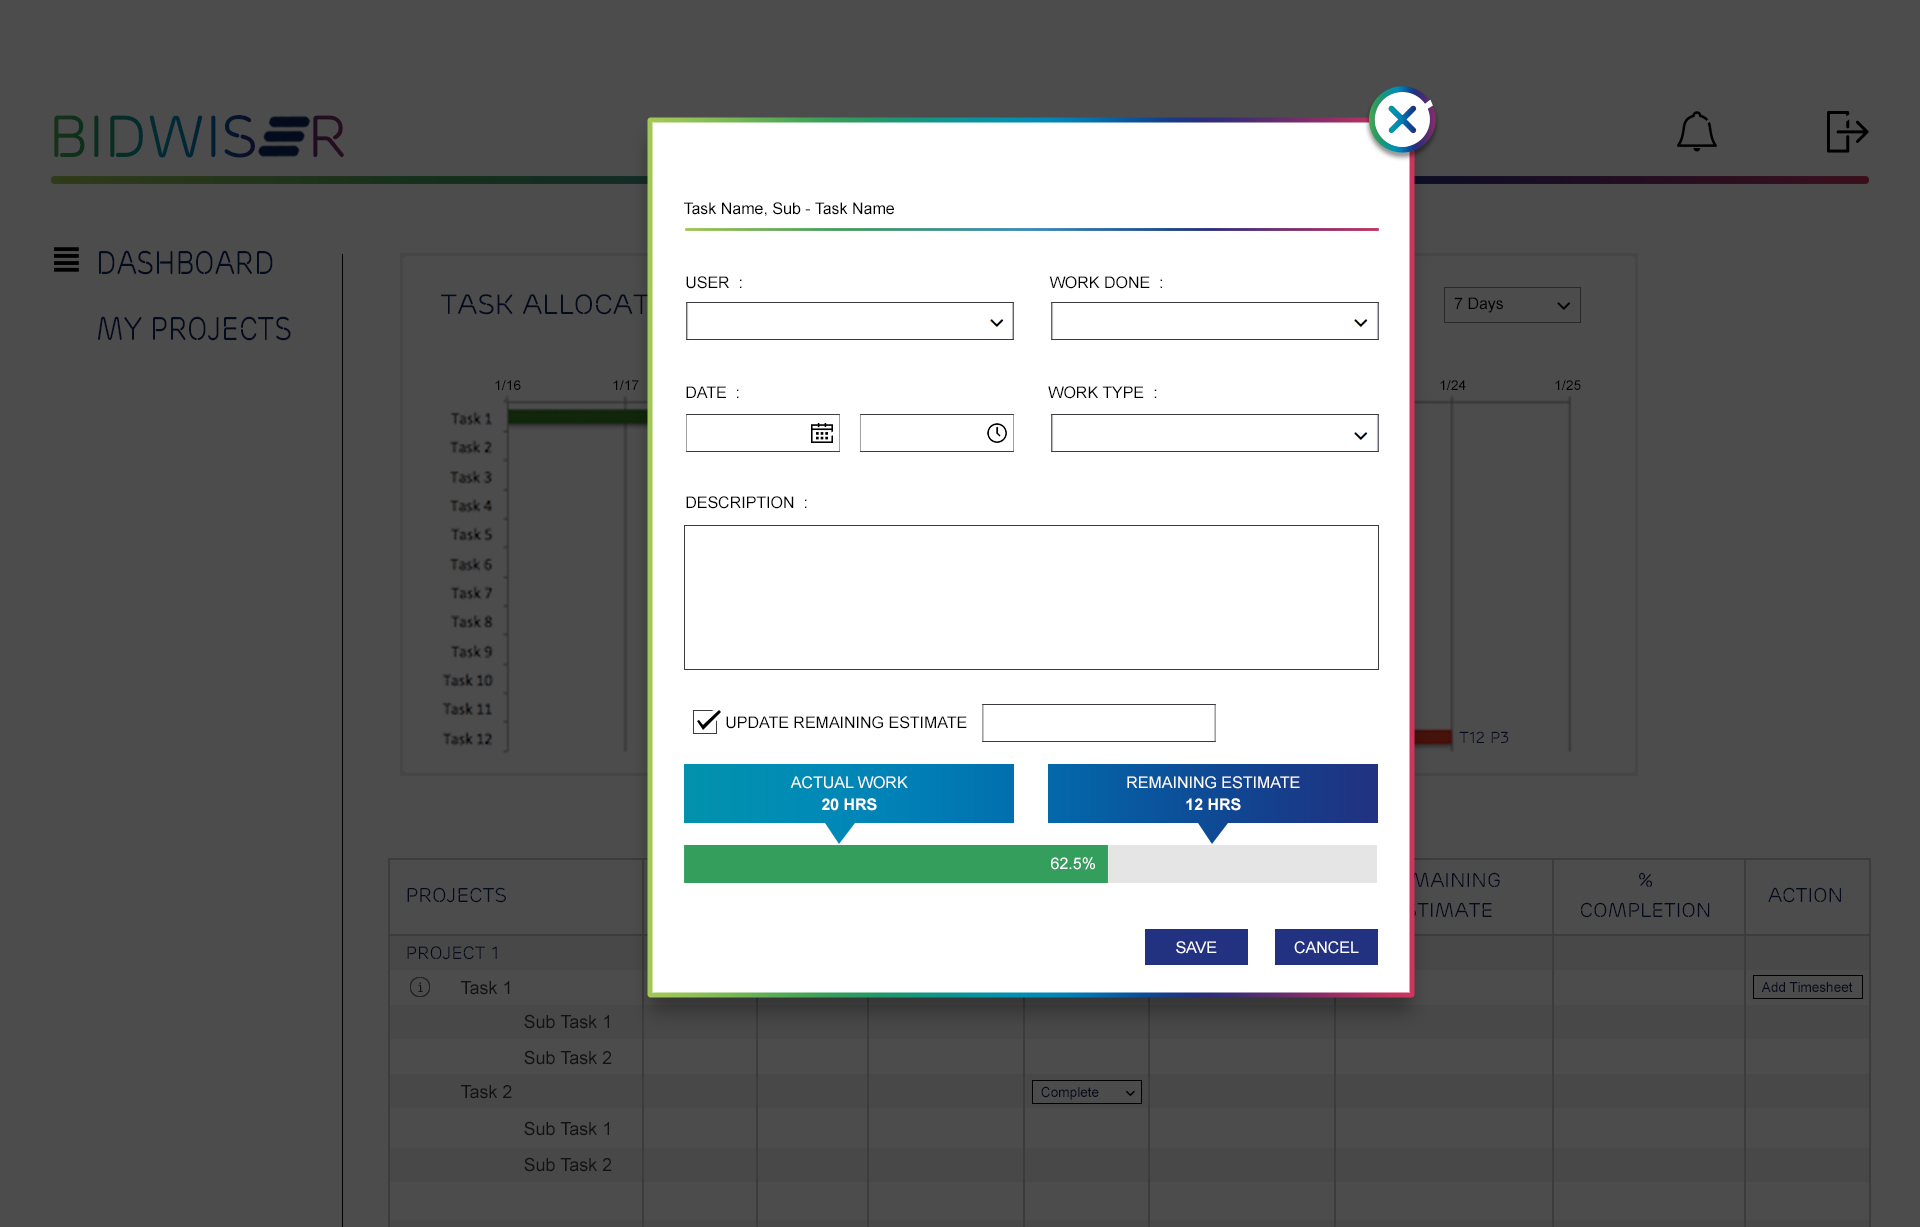 BIDWISER
DASHBOARD
MY PROJECTS
TASK ALLOCAT
7 Days
1/16 1/17 1/24 1/25
Task 1
Task 2
Task 3
Task 4
Task 5
Task 6
Task 7
Task 8
Task 9
Task 10
Task 11
Task 12
T12 P3
Task Name, Sub - Task Name
USER :
WORK DONE :
DATE :
WORK TYPE :
DESCRIPTION :
UPDATE REMAINING ESTIMATE
ACTUAL WORK
20 HRS
REMAINING ESTIMATE
12 HRS
62.5%
SAVE
CANCEL
PROJECTS
MAINING
TIMATE
%
COMPLETION
ACTION
PROJECT 1
i
Task 1
Add Timesheet
Sub Task 1
Sub Task 2
Task 2
Complete
Sub Task 1
Sub Task 2